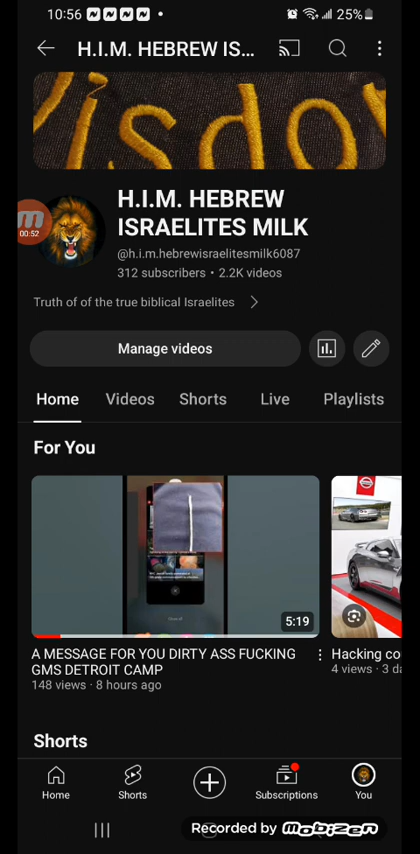 10:56
25%
H.I.M. HEBREW IS...
isdo
H.I.M. HEBREW
ISRAELITES MILK
00:52
@h.i.m.hebrewisraelitesmilk6087
312 subscribers • 2.2K videos
Truth of of the true biblical Israelites
Manage videos
Home Videos Shorts Live Playlists
For You
5:19
A MESSAGE FOR YOU DIRTY ASS FUCKING
GMS DETROIT CAMP
148 views · 8 hours ago
Hacking co
4 views · 3 da
Shorts
Home Shorts Subscriptions You
Recorded by mobizen